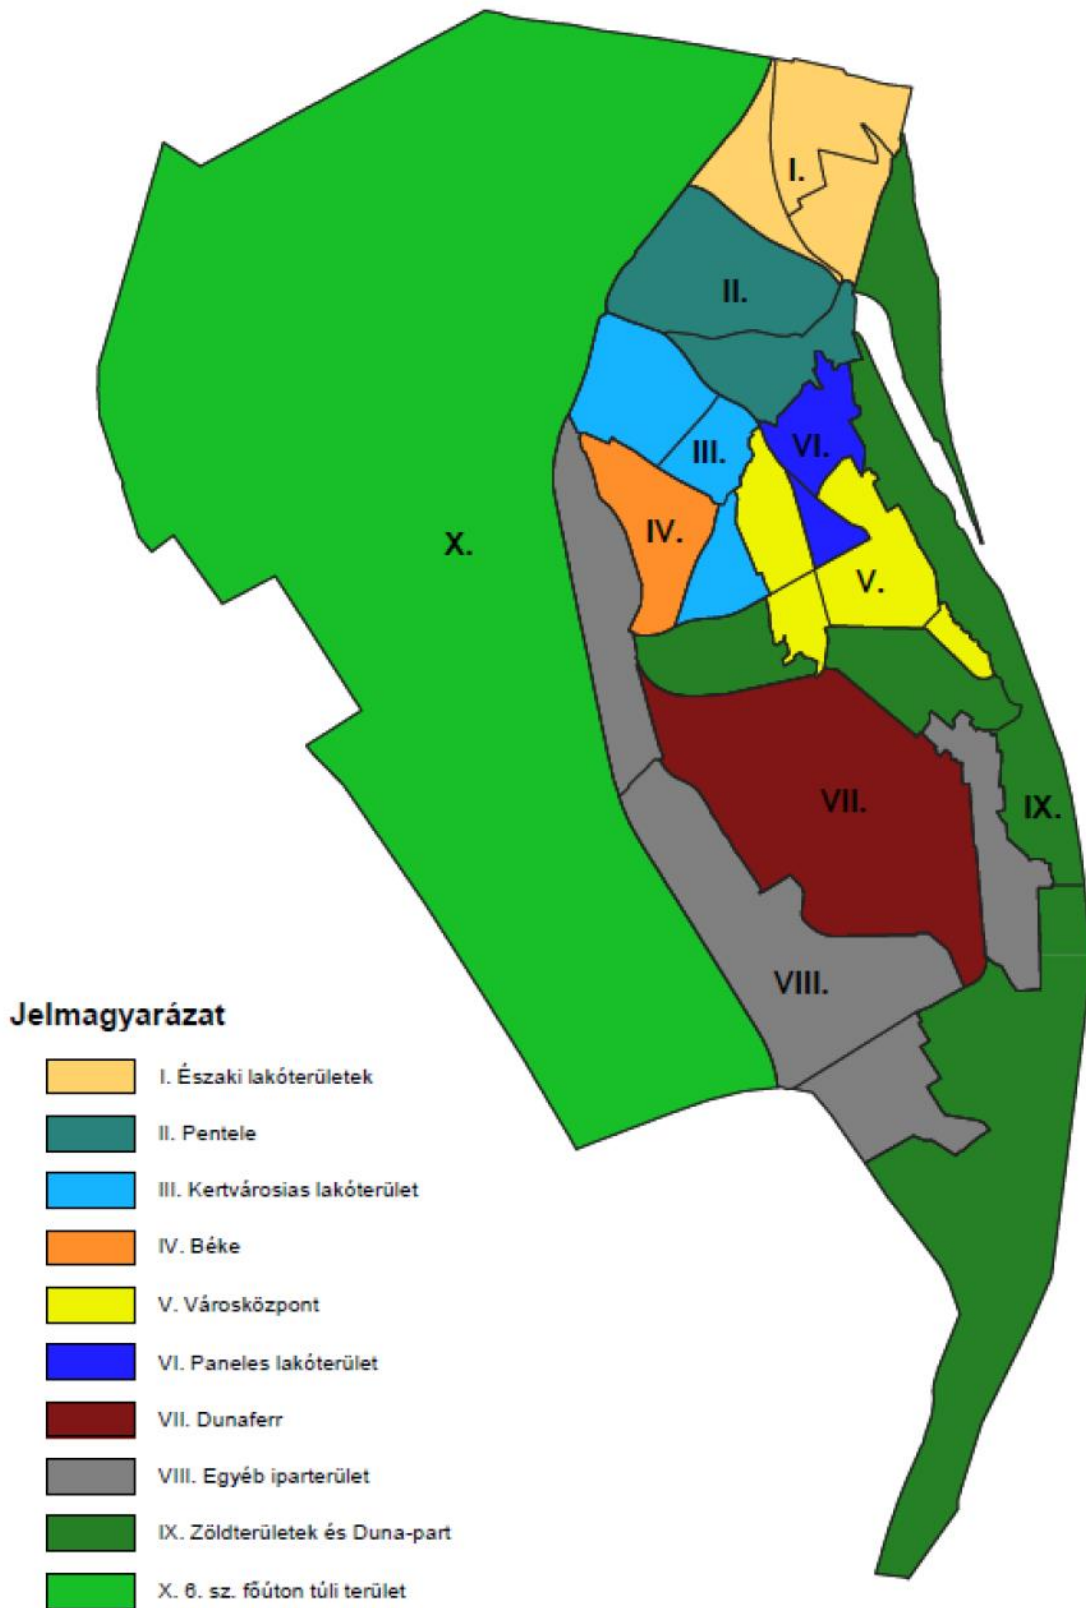 I.
II.
III.
VI.
IV.
X.
V.
VII.
IX.
VIII.
Jelmagyarázat
I. Északi lakóterületek
II. Pentele
III. Kertvárosias lakóterület
IV. Béke
V. Városközpont
VI. Paneles lakóterület
VII. Dunaferr
VIII. Egyéb iparterület
IX. Zöldterületek és Duna-part
X. 6. sz. főúton túli terület